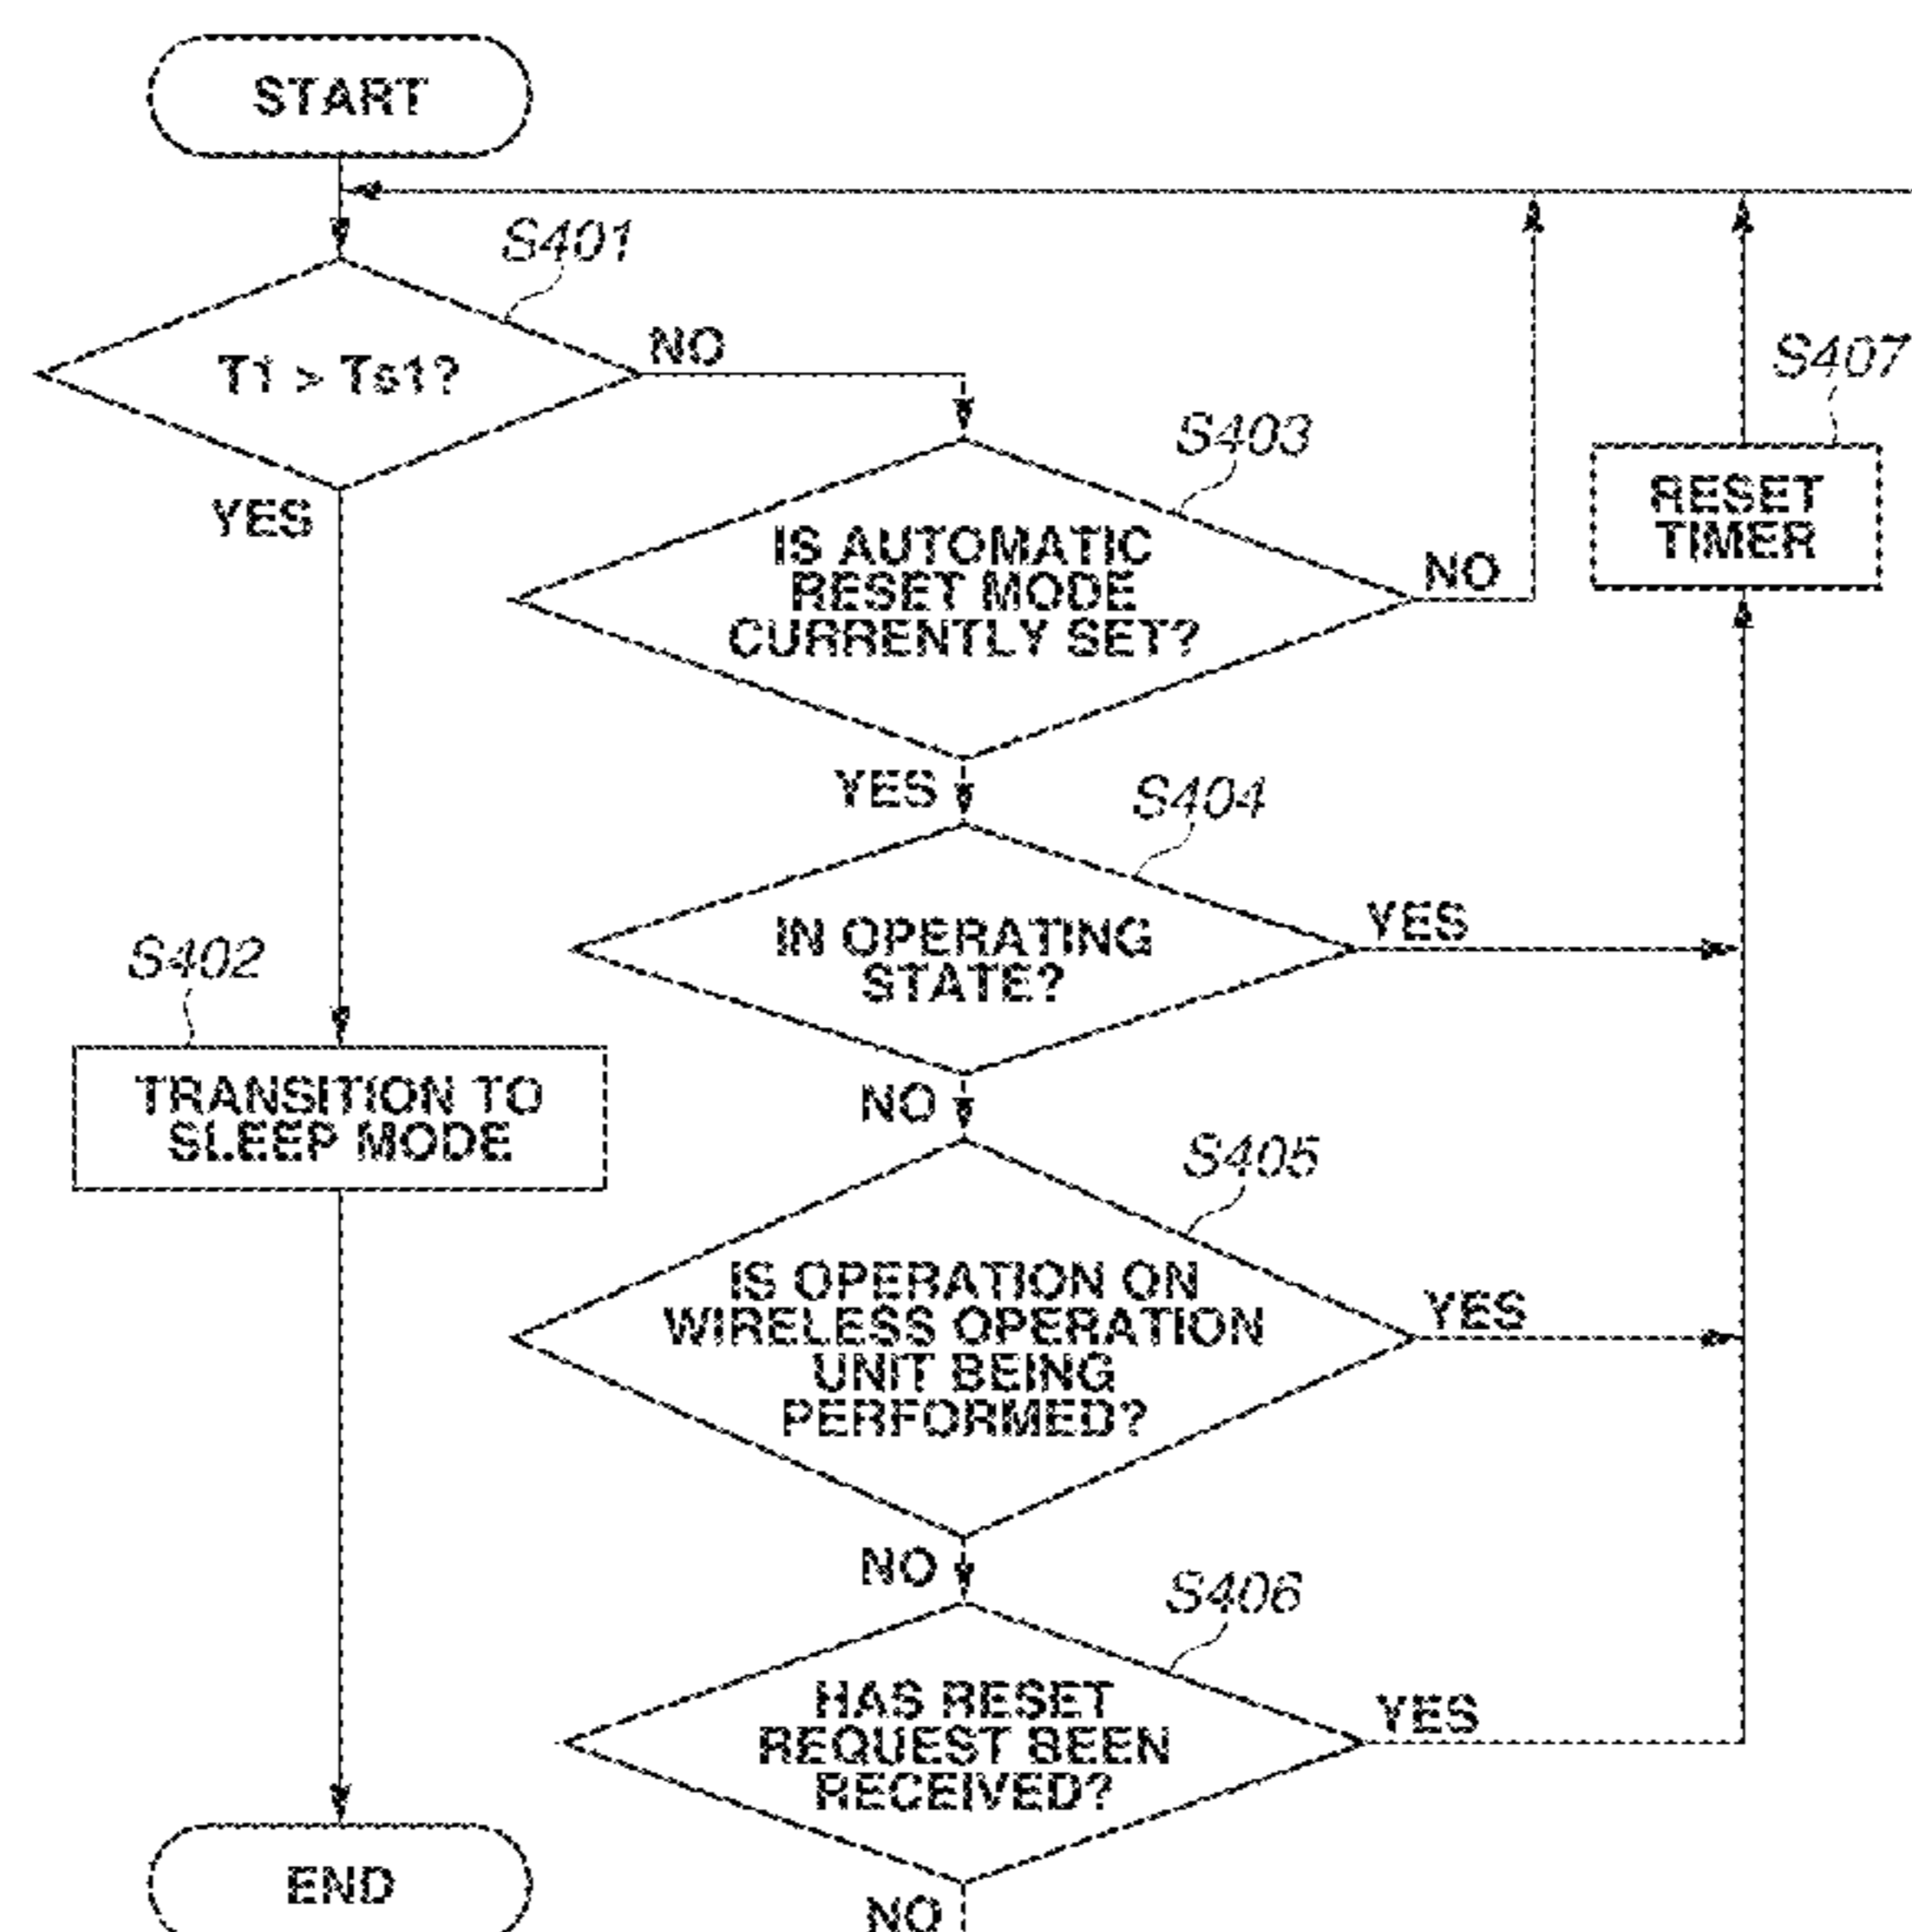 START
S401
T1 > Ts1?
NO
YES
S403
IS AUTOMATIC
RESET MODE
CURRENTLY SET?
NO
YES
S407
RESET
TIMER
S404
IN OPERATING
STATE?
YES
NO
S402
TRANSITION TO
SLEEP MODE
S405
IS OPERATION ON
WIRELESS OPERATION
UNIT BEING
PERFORMED?
YES
NO
S406
HAS RESET
REQUEST BEEN
RECEIVED?
YES
NO
END